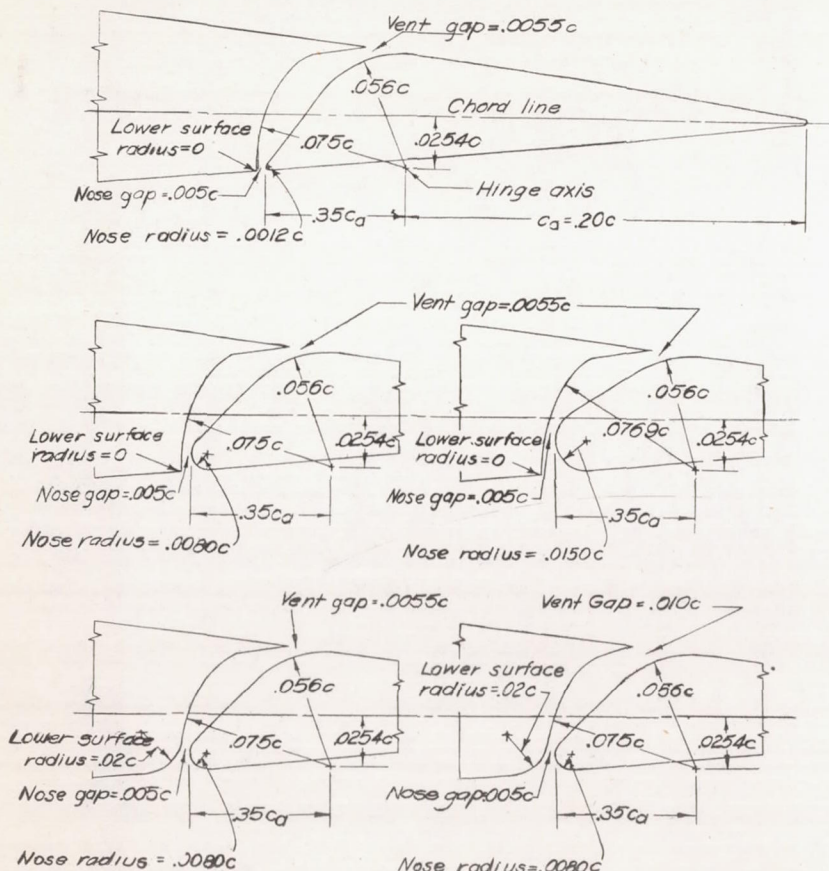 Vent gap=.0055c
.056c
Chord line
Lower surface
radius=0
.075c
.0254c
Nose gap=.005c
Hinge axis
.35ca
ca=.20c
Nose radius=.0012c
Vent gap=.0055c
.056c
.056c
Lower surface
radius=0
.075c
.0254c
Lower surface
radius=0
.0769c
.0254c
Nose gap=.005c
Nose gap=.005c
.35ca
.35ca
Nose radius=.0080c
Nose radius=.0150c
Vent gap=.0055c
Vent Gap=.010c
.056c
Lower surface
radius=.02c
.056c
Lower surface
radius=.02c
.075c
.0254c
.075c
.0254c
Nose gap=.005c
Nose gap=.005c
.35ca
.35ca
Nose radius=.0080c
Nose radius=.0080c